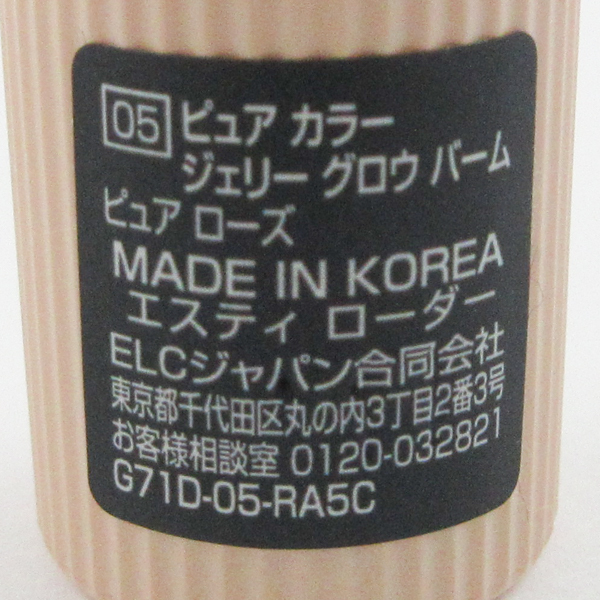 05 ピュア カラー
ジェリー グロウ バーム
ピュア ローズ
MADE IN KOREA
エスティ ローダー
ELCジャパン合同会社
東京都千代田区丸の内3丁目2番3号
お客様相談室 0120-032821
G71D-05-RA5C